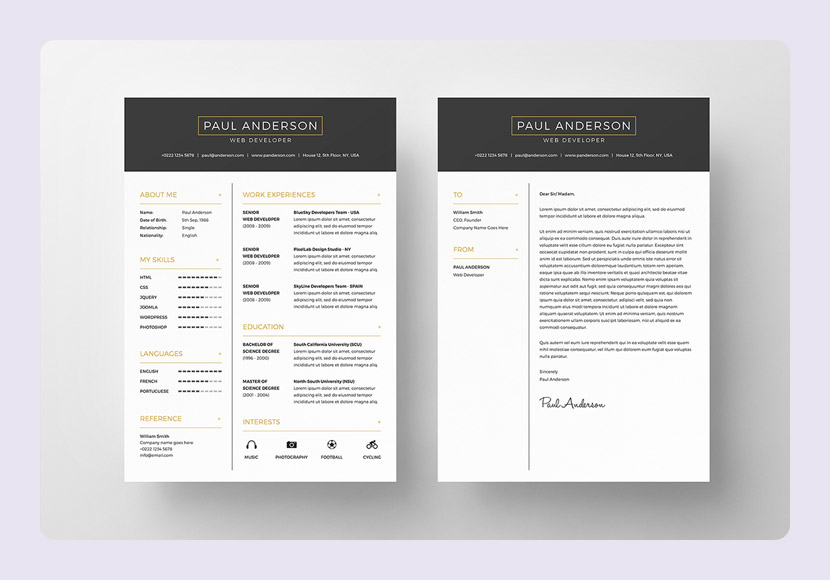 PAUL ANDERSON
WEB DEVELOPER
+0222 1234 5678 | paul@anderson.com | www.panderson.com | House 12, 5th Floor, NY, USA
ABOUT ME +
Name: Paul Anderson
Date of Birth: 5th Sep, 1966
Relationship: Single
Nationality: English
MY SKILLS +
HTML
CSS
JQUERY
JOOMLA
WORDPRESS
PHOTOSHOP
LANGUAGES +
ENGLISH
FRENCH
PORTUGUESE
REFERENCE +
William Smith
Company name goes here
+0222 1234 5678
info@email.com
WORK EXPERIENCES +
SENIOR
WEB DEVELOPER
(2008 - 2009)
BlueSky Developers Team - USA
Lorem ipsum dolor sit amet, consectetur
adipiscing elit, sed do eiusmod tempor
incididunt ut labore et dolore magna aliq.
SENIOR
WEB DEVELOPER
(2008 - 2009)
PixelLab Design Studio - NY
Lorem ipsum dolor sit amet, consectetur
adipiscing elit, sed do eiusmod tempor
incididunt ut labore et dolore magna aliq.
SENIOR
WEB DEVELOPER
(2008 - 2009)
SkyLine Developers Team - SPAIN
Lorem ipsum dolor sit amet, consectetur
adipiscing elit, sed do eiusmod tempor
incididunt ut labore et dolore magna aliq.
EDUCATION +
BACHELOR OF
SCIENCE DEGREE
(1996 - 2000)
South California University (SCU)
Lorem ipsum dolor sit amet, consectetur
adipiscing elit, sed do eiusmod tempor
incididunt ut labore et dolore magna aliq.
MASTER OF
SCIENCE DEGREE
(2001 - 2004)
North South University (NSU)
Lorem ipsum dolor sit amet, consectetur
adipiscing elit, sed do eiusmod tempor
incididunt ut labore et dolore magna aliq.
INTERESTS +
MUSIC PHOTOGRAPHY FOOTBALL CYCLING
PAUL ANDERSON
WEB DEVELOPER
+0222 1234 5678 | paul@anderson.com | www.panderson.com | House 12, 5th Floor, NY, USA
TO +
William Smith
CEO, Founder
Company Name Goes Here
FROM +
PAUL ANDERSON
Web Developer
Dear Sir/ Madam,
Lorem ipsum dolor sit amet, consectetur adipiscing elit, sed do eiusmod
tempor incididunt ut labore et dolore magna aliqua.
Ut enim ad minim veniam, quis nostrud exercitation ullamco laboris nisi ut
aliquip ex ea commodo consequat. Duis aute irure dolor in reprehenderit in
voluptate velit esse cillum dolore eu fugiat nulla pariatur. Excepteur sint
occaecat cupidatat non proident, sunt in culpa qui officia deserunt mollit
anim id est laborum. Sed ut perspiciatis unde omnis iste natus error sit
voluptatem accusantium doloremque laudantium, totam rem aperiam,
eaque ipsa quae ab illo inventore veritatis et quasi architecto beatae vitae
dicta sunt explicabo. Nemo enim ipsam voluptatem quia voluptas sit
aspernatur aut odit aut fugit, sed quia consequuntur magni dolores eos qui
ratione voluptatem sequi nesciunt. Neque porro quisquam est, qui dolorem
ipsum quia dolor sit amet, consectetur, adipisci velit, sed quia non
numquam eius modi tempora incidunt ut labore et dolore magnam
aliquam quaerat voluptatem. Ut enim ad minima veniam, quis nostrum
exercitationem ullam corporis suscipit laboriosam, nisi ut aliquid ex ea
commodi consequatur.
Quis autem vel eum iure reprehenderit qui in ea voluptate velit esse quam
nihil molestiae consequatur, vel illum qui dolorem eum fugiat quo voluptas
nulla pariatur.
Sincerely
Paul Anderson
Paul Anderson